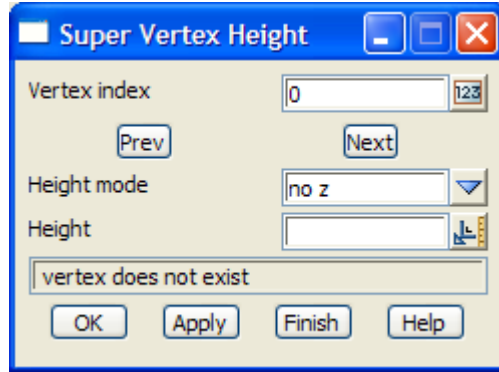 Super Vertex Height
Vertex index 0 123
Prev Next
Height mode no z
Height
vertex does not exist
OK Apply Finish Help